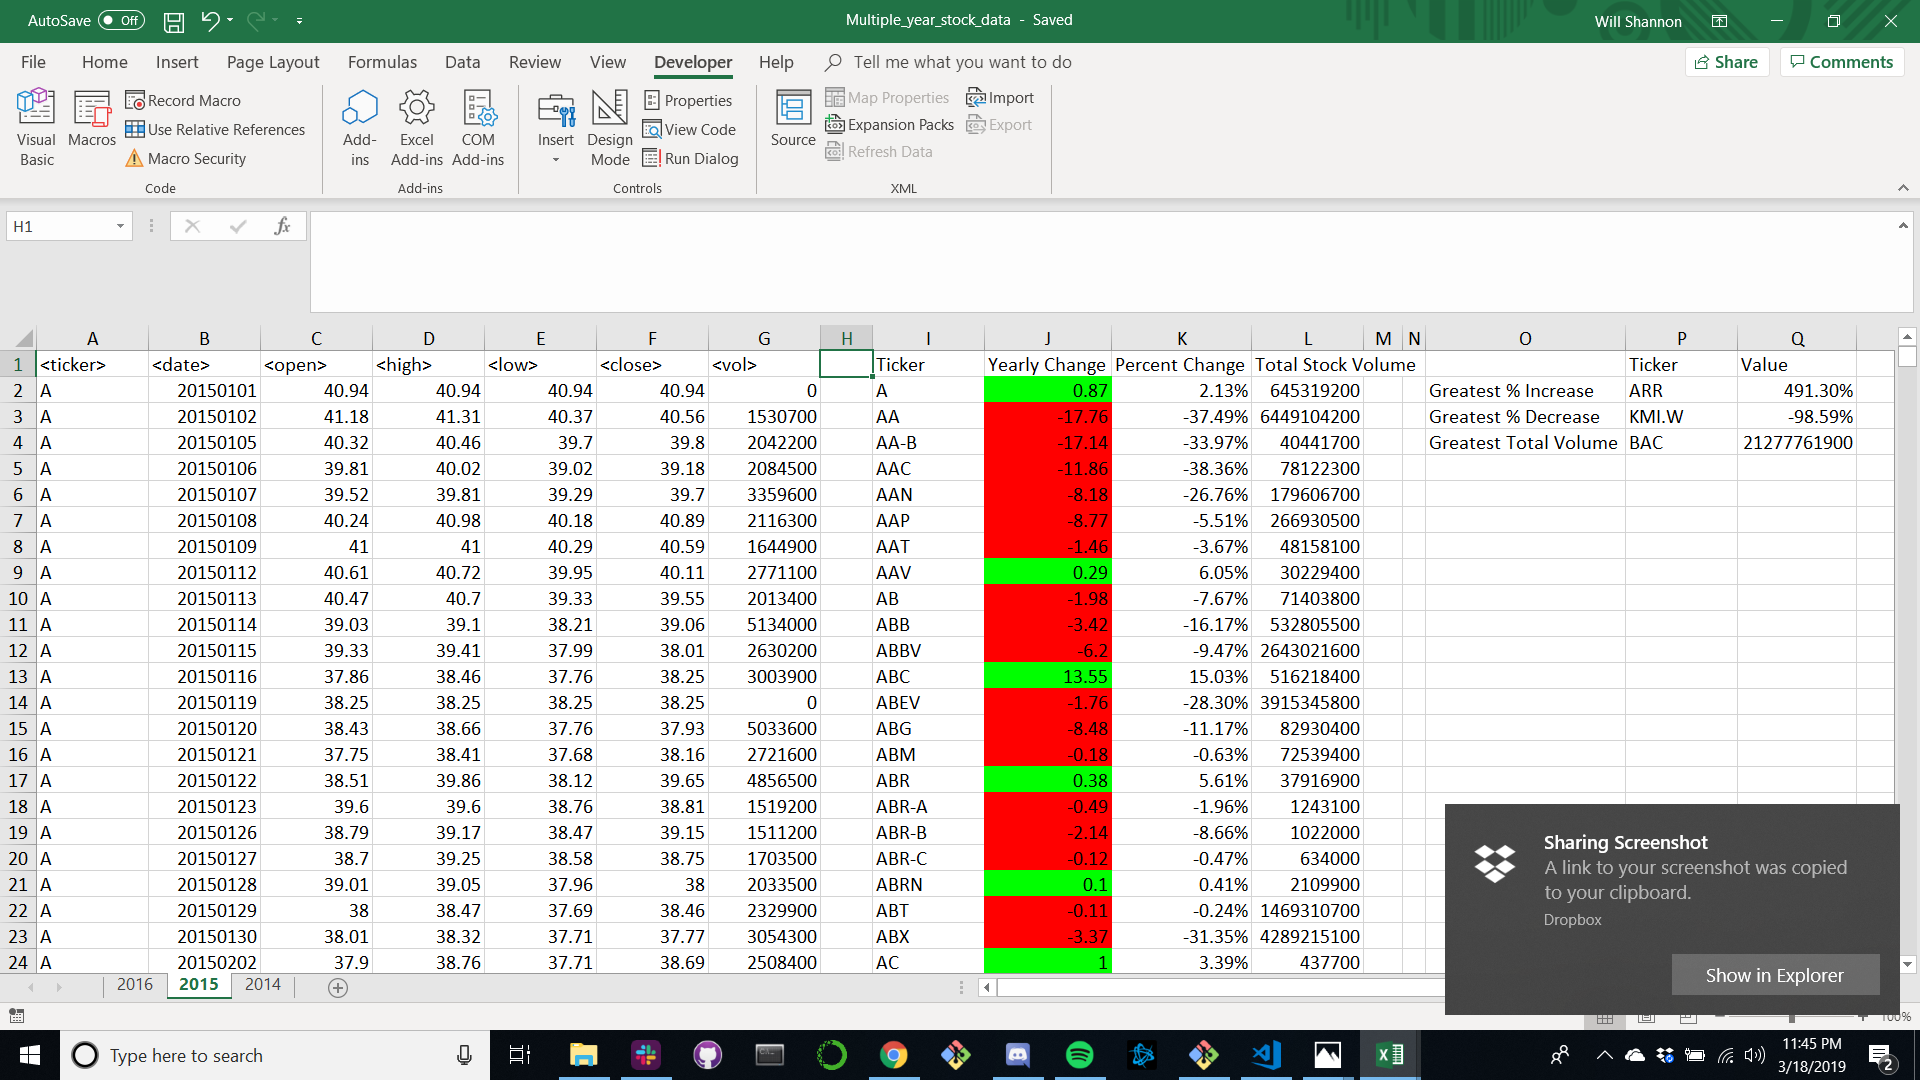 AutoSave Off
Multiple_year_stock_data - Saved
Will Shannon
File Home Insert Page Layout Formulas Data Review View Developer Help Tell me what you want to do Share Comments
Visual Basic
Macros
Record Macro
Use Relative References
Macro Security
Code
Add-ins
Excel Add-ins
COM Add-ins
Add-ins
Insert
Design Mode
Properties
View Code
Run Dialog
Controls
Source
Map Properties
Expansion Packs
Refresh Data
Import
Export
XML
H1
fx
A B C D E F G H I J K L M N O P Q
1 <ticker> <date> <open> <high> <low> <close> <vol> Ticker Yearly Change Percent Change Total Stock Volume Ticker Value
2 A 20150101 40.94 40.94 40.94 40.94 0 A 0.87 2.13% 645319200 Greatest % Increase ARR 491.30%
3 A 20150102 41.18 41.31 40.37 40.56 1530700 AA -17.76 -37.49% 6449104200 Greatest % Decrease KMI.W -98.59%
4 A 20150105 40.32 40.46 39.7 39.8 2042200 AA-B -17.14 -33.97% 40441700 Greatest Total Volume BAC 21277761900
5 A 20150106 39.81 40.02 39.02 39.18 2084500 AAC -11.86 -38.36% 78122300
6 A 20150107 39.52 39.81 39.29 39.7 3359600 AAN -8.18 -26.76% 179606700
7 A 20150108 40.24 40.98 40.18 40.89 2116300 AAP -8.77 -5.51% 266930500
8 A 20150109 41 41 40.29 40.59 1644900 AAT -1.46 -3.67% 48158100
9 A 20150112 40.61 40.72 39.95 40.11 2771100 AAV 0.29 6.05% 30229400
10 A 20150113 40.47 40.7 39.33 39.55 2013400 AB -1.98 -7.67% 71403800
11 A 20150114 39.03 39.1 38.21 39.06 5134000 ABB -3.42 -16.17% 532805500
12 A 20150115 39.33 39.41 37.99 38.01 2630200 ABBV -6.2 -9.47% 2643021600
13 A 20150116 37.86 38.46 37.76 38.25 3003900 ABC 13.55 15.03% 516218400
14 A 20150119 38.25 38.25 38.25 38.25 0 ABEV -1.76 -28.30% 3915345800
15 A 20150120 38.43 38.66 37.76 37.93 5033600 ABG -8.48 -11.17% 82930400
16 A 20150121 37.75 38.41 37.68 38.16 2721600 ABM -0.18 -0.63% 72539400
17 A 20150122 38.51 39.86 38.12 39.65 4856500 ABR 0.38 5.61% 37916900
18 A 20150123 39.6 39.6 38.76 38.81 1519200 ABR-A -0.49 -1.96% 1243100
19 A 20150126 38.79 39.17 38.47 39.15 1511200 ABR-B -2.14 -8.66% 1022000
20 A 20150127 38.7 39.25 38.58 38.75 1703500 ABR-C -0.12 -0.47% 634000
21 A 20150128 39.01 39.05 37.96 38 2033500 ABRN 0.1 0.41% 2109900
22 A 20150129 38 38.47 37.69 38.46 2329900 ABT -0.11 -0.24% 1469310700
23 A 20150130 38.01 38.32 37.71 37.77 3054300 ABX -3.37 -31.35% 4289215100
24 A 20150202 37.9 38.76 37.71 38.69 2508400 AC 1 3.39% 437700
Sharing Screenshot
A link to your screenshot was copied
to your clipboard.
Dropbox
Show in Explorer
2016 2015 2014
100%
Type here to search
11:45 PM
3/18/2019
2